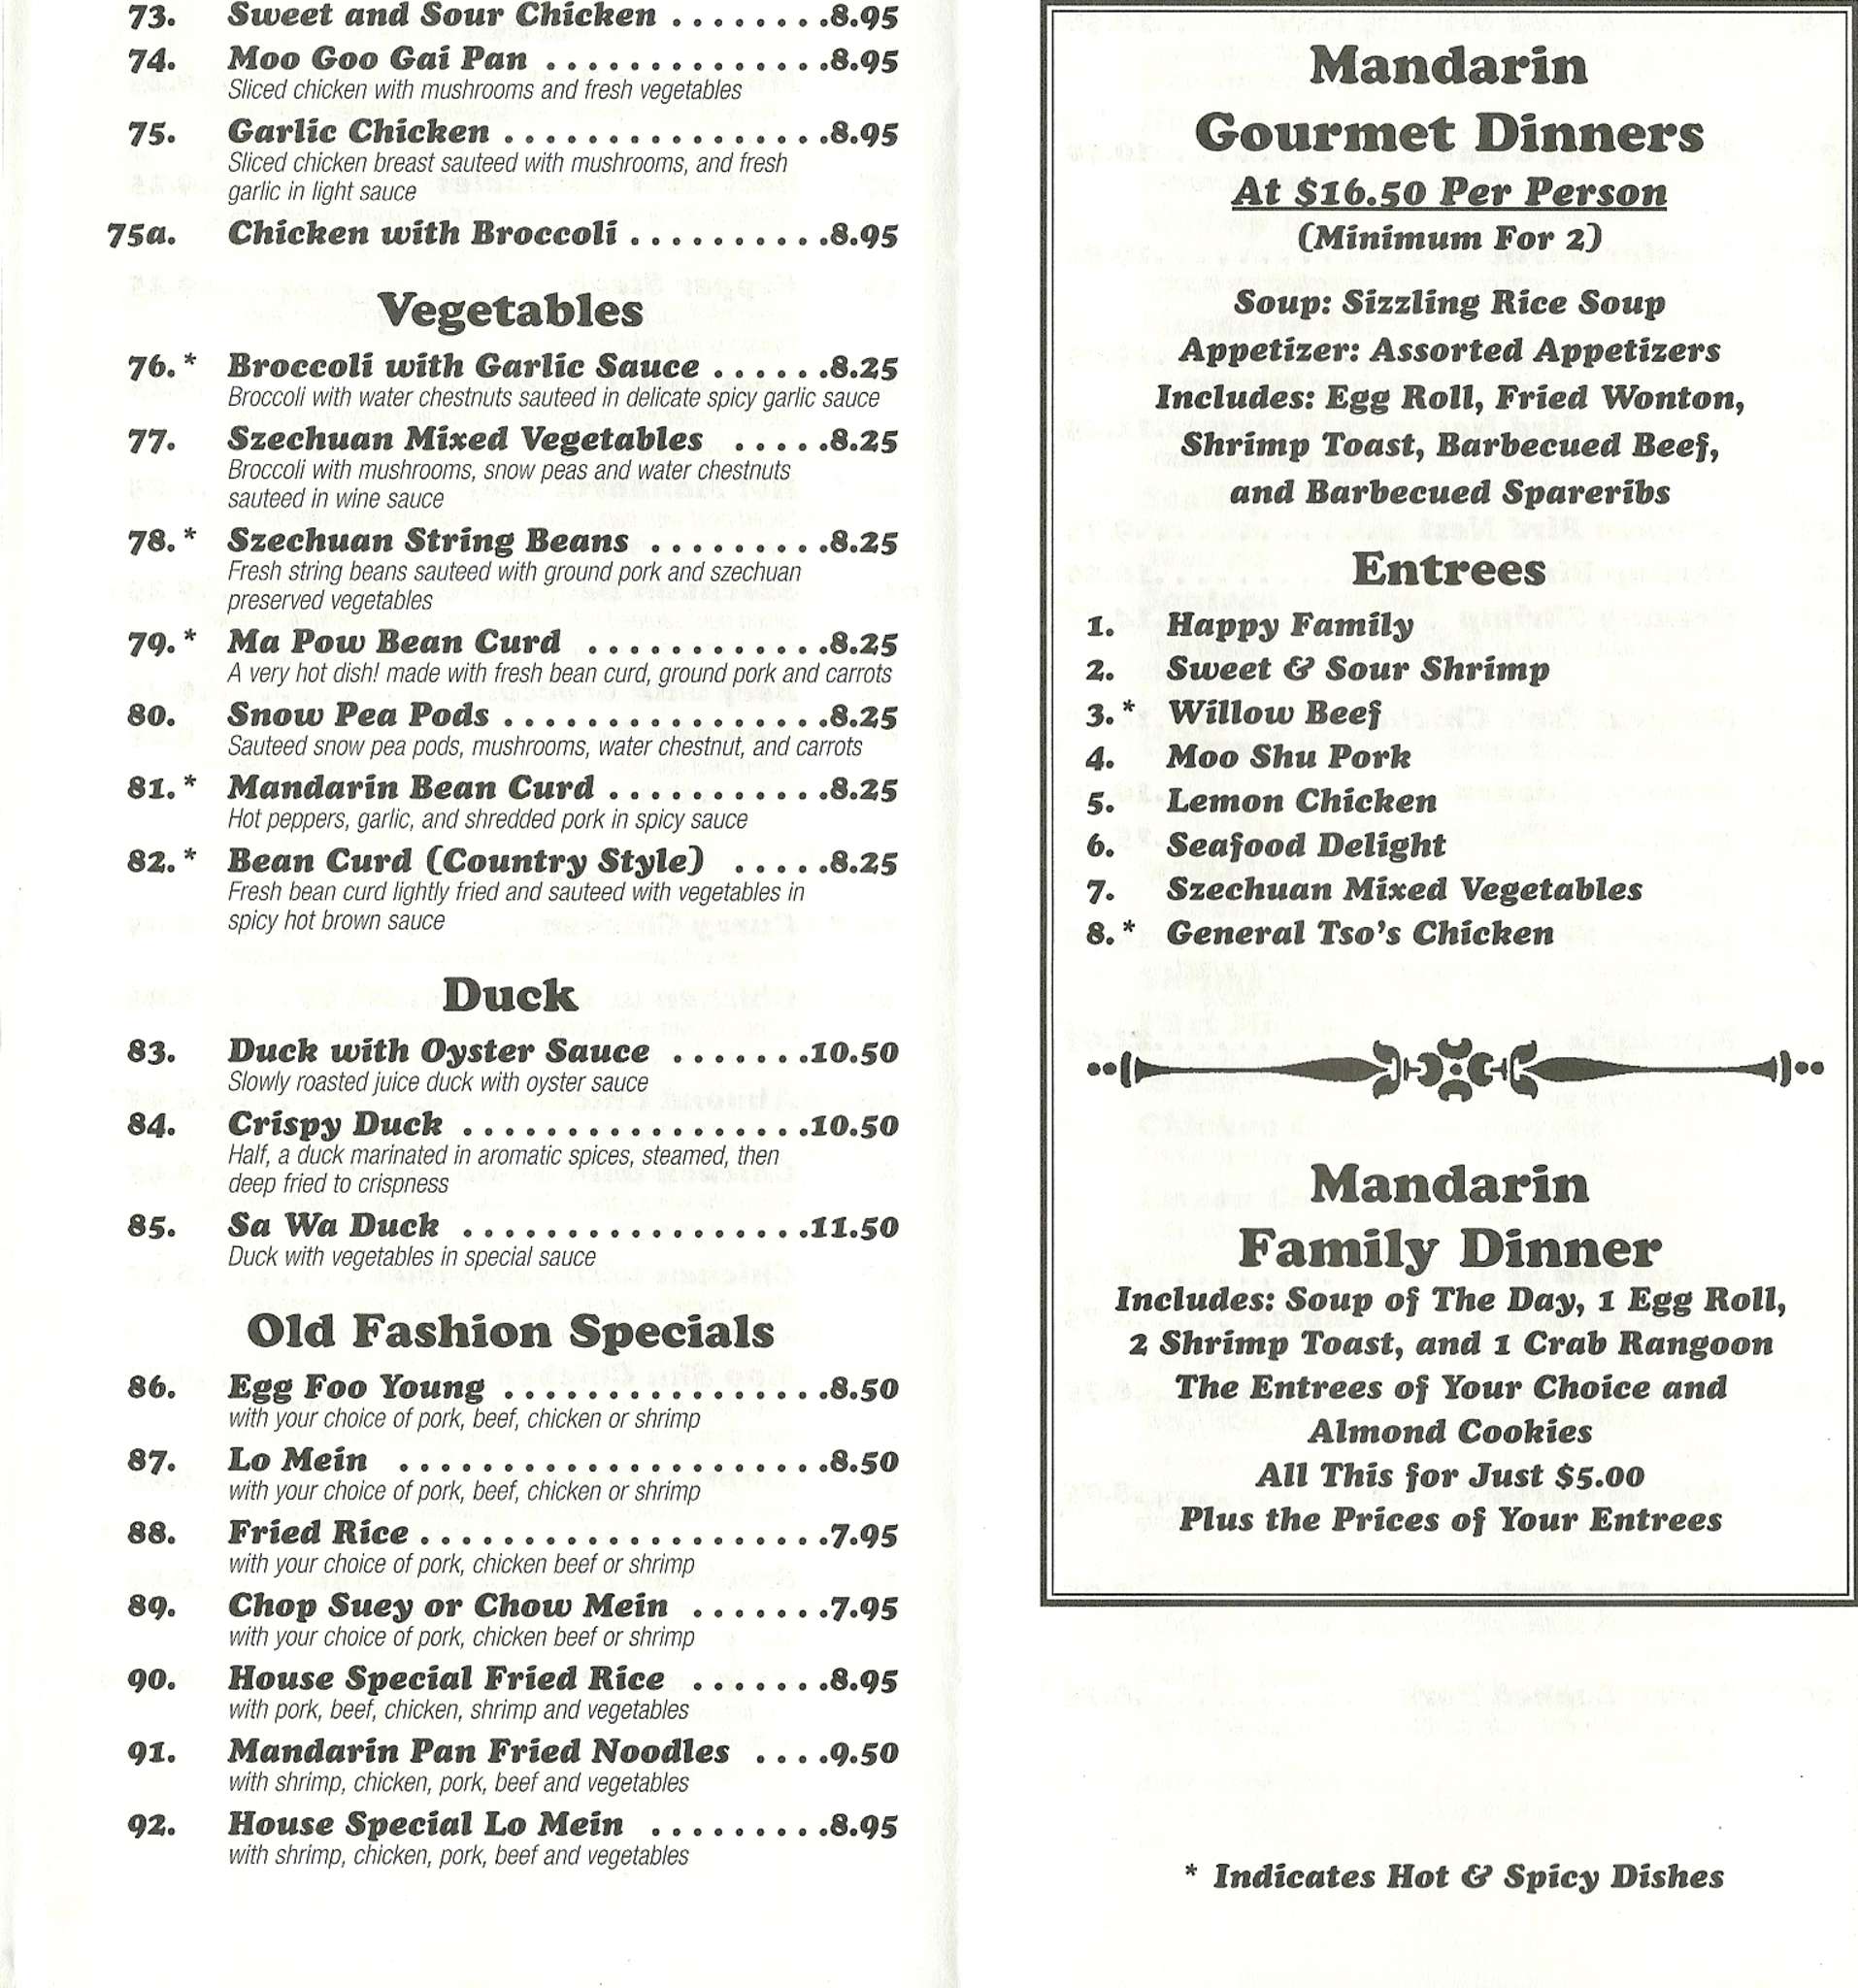 73. Sweet and Sour Chicken ........8.95
74. Moo Goo Gai Pan ..............8.95
Sliced chicken with mushrooms and fresh vegetables
75. Garlic Chicken ................8.95
Sliced chicken breast sauteed with mushrooms, and fresh
garlic in light sauce
75a. Chicken with Broccoli ..........8.95
Vegetables
76.* Broccoli with Garlic Sauce ......8.25
Broccoli with water chestnuts sauteed in delicate spicy garlic sauce
77. Szechuan Mixed Vegetables .....8.25
Broccoli with mushrooms, snow peas and water chestnuts
sauteed in wine sauce
78.* Szechuan String Beans .........8.25
Fresh string beans sauteed with ground pork and szechuan
preserved vegetables
79.* Ma Pow Bean Curd ............8.25
A very hot dish! made with fresh bean curd, ground pork and carrots
80. Snow Pea Pods ................8.25
Sauteed snow pea pods, mushrooms, water chestnut, and carrots
81.* Mandarin Bean Curd ...........8.25
Hot peppers, garlic, and shredded pork in spicy sauce
82.* Bean Curd (Country Style) .....8.25
Fresh bean curd lightly fried and sauteed with vegetables in
spicy hot brown sauce
Duck
83. Duck with Oyster Sauce .......10.50
Slowly roasted juice duck with oyster sauce
84. Crispy Duck .................10.50
Half, a duck marinated in aromatic spices, steamed, then
deep fried to crispness
85. Sa Wa Duck .................11.50
Duck with vegetables in special sauce
Old Fashion Specials
86. Egg Foo Young ................8.50
with your choice of pork, beef, chicken or shrimp
87. Lo Mein .....................8.50
with your choice of pork, beef, chicken or shrimp
88. Fried Rice ....................7.95
with your choice of pork, chicken beef or shrimp
89. Chop Suey or Chow Mein .......7.95
with your choice of pork, chicken beef or shrimp
90. House Special Fried Rice .......8.95
with pork, beef, chicken, shrimp and vegetables
91. Mandarin Pan Fried Noodles ....9.50
with shrimp, chicken, pork, beef and vegetables
92. House Special Lo Mein .........8.95
with shrimp, chicken, pork, beef and vegetables
Mandarin
Gourmet Dinners
At $16.50 Per Person
(Minimum For 2)
Soup: Sizzling Rice Soup
Appetizer: Assorted Appetizers
Includes: Egg Roll, Fried Wonton,
Shrimp Toast, Barbecued Beef,
and Barbecued Spareribs
Entrees
1. Happy Family
2. Sweet & Sour Shrimp
3.* Willow Beef
4. Moo Shu Pork
5. Lemon Chicken
6. Seafood Delight
7. Szechuan Mixed Vegetables
8.* General Tso's Chicken
Mandarin
Family Dinner
Includes: Soup of The Day, 1 Egg Roll,
2 Shrimp Toast, and 1 Crab Rangoon
The Entrees of Your Choice and
Almond Cookies
All This for Just $5.00
Plus the Prices of Your Entrees
* Indicates Hot & Spicy Dishes